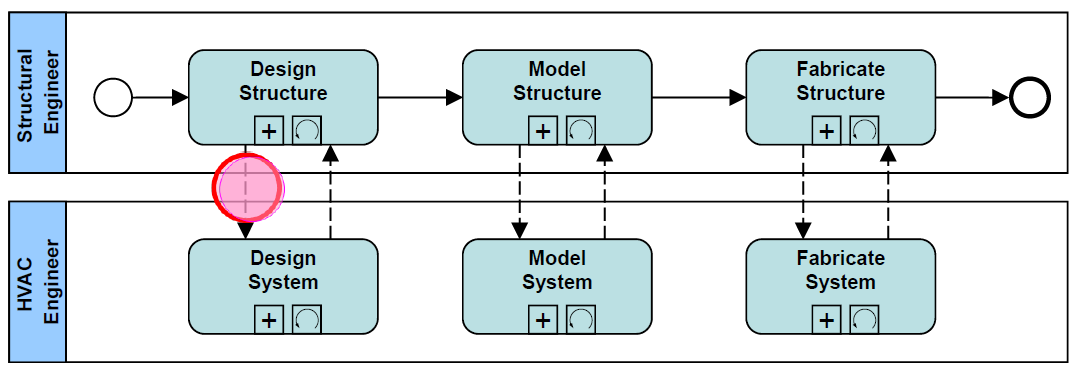 Structural
Engineer
Design
Structure
Model
Structure
Fabricate
Structure
HVAC
Engineer
Design
System
Model
System
Fabricate
System